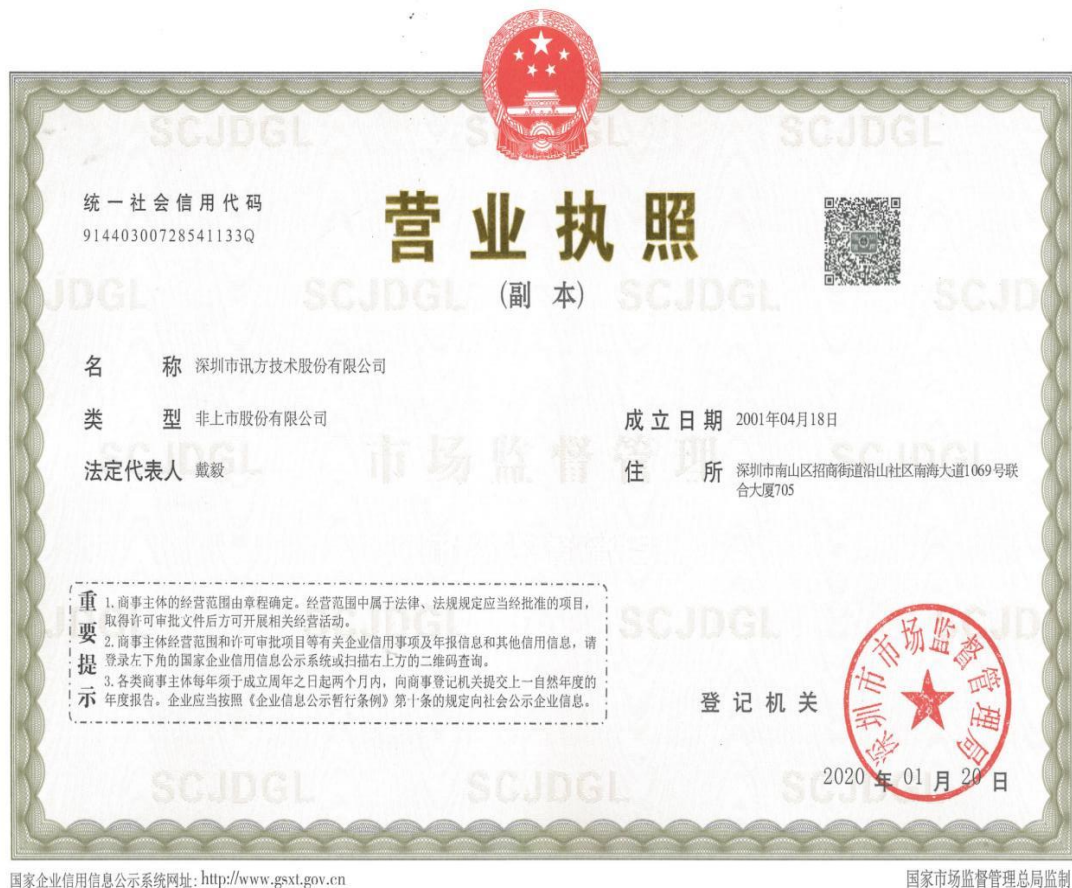 统一社会信用代码
91440300728541133Q
营业执照
(副 本)
名 称 深圳市讯方技术股份有限公司
类 型 非上市股份有限公司
成立日期 2001年04月18日
法定代表人 戴毅
住 所 深圳市南山区招商街道沿山社区南海大道1069号联
合大厦705
重要提示
1.商事主体的经营范围由章程确定。经营范围中属于法律、法规规定应当经批准的项目，
取得许可审批文件后方可开展相关经营活动。
2.商事主体经营范围和许可审批项目等有关企业信用事项及年报信息和其他信用信息，请
登录左下角的国家企业信用信息公示系统或扫描右上方的二维码查询。
3.各类商事主体每年须于成立周年之日起两个月内，向商事登记机关提交上一自然年度的
年度报告。企业应当按照《企业信息公示暂行条例》第十条的规定向社会公示企业信息。
登记机关
深圳市市场监督管理局
2020 年 01 月 20 日
SCJDGL
市场监督管理
国家企业信用信息公示系统网址：http://www.gsxt.gov.cn
国家市场监督管理总局监制